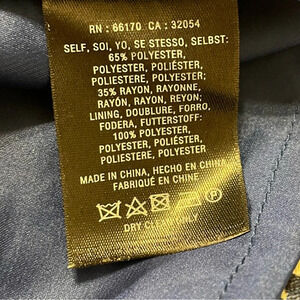 RN : 66170 CA : 32054
SELF, SOI, YO, SE STESSO, SELBST:
65% POLYESTER,
POLYESTER, POLIÉSTER,
POLIESTERE, POLYESTER;
35% RAYON, RAYONNE,
RAYÓN, RAYON, REYON;
LINING, DOUBLURE, FORRO,
FODERA, FUTTERSTOFF:
100% POLYESTER,
POLYESTER, POLIÉSTER,
POLIESTERE, POLYESTER
MADE IN CHINA, HECHO EN CHINA
FABRIQUÉ EN CHINE
DRY CLEAN ONLY